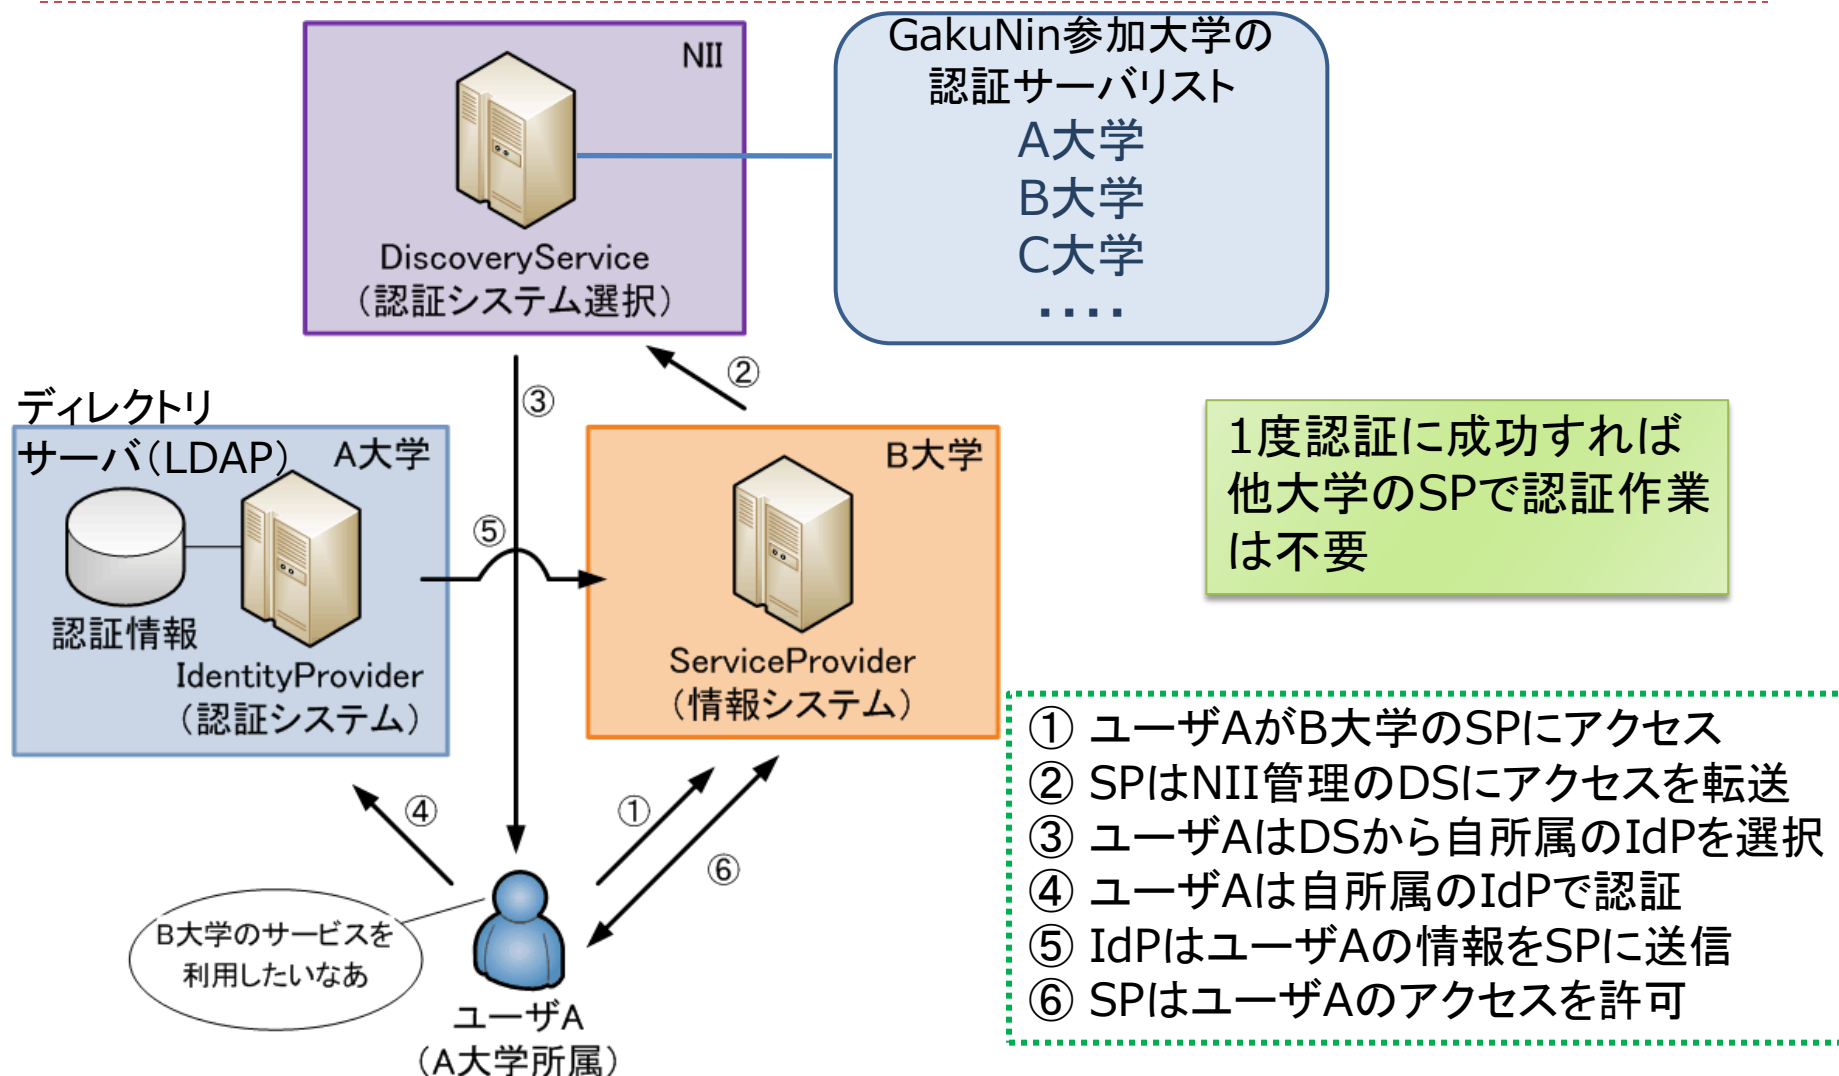 NII
DiscoveryService
（認証システム選択）
GakuNin参加大学の
認証サーバリスト
A大学
B大学
C大学
・・・・
②
③
ディレクトリ
サーバ（LDAP）
A大学
認証情報
IdentityProvider
（認証システム）
⑤
B大学
ServiceProvider
（情報システム）
1度認証に成功すれば
他大学のSPで認証作業
は不要
④
①
⑥
B大学のサービスを
利用したいなあ
ユーザA
（A大学所属）
① ユーザAがB大学のSPにアクセス
② SPはNII管理のDSにアクセスを転送
③ ユーザAはDSから自所属のIdPを選択
④ ユーザAは自所属のIdPで認証
⑤ IdPはユーザAの情報をSPに送信
⑥ SPはユーザAのアクセスを許可